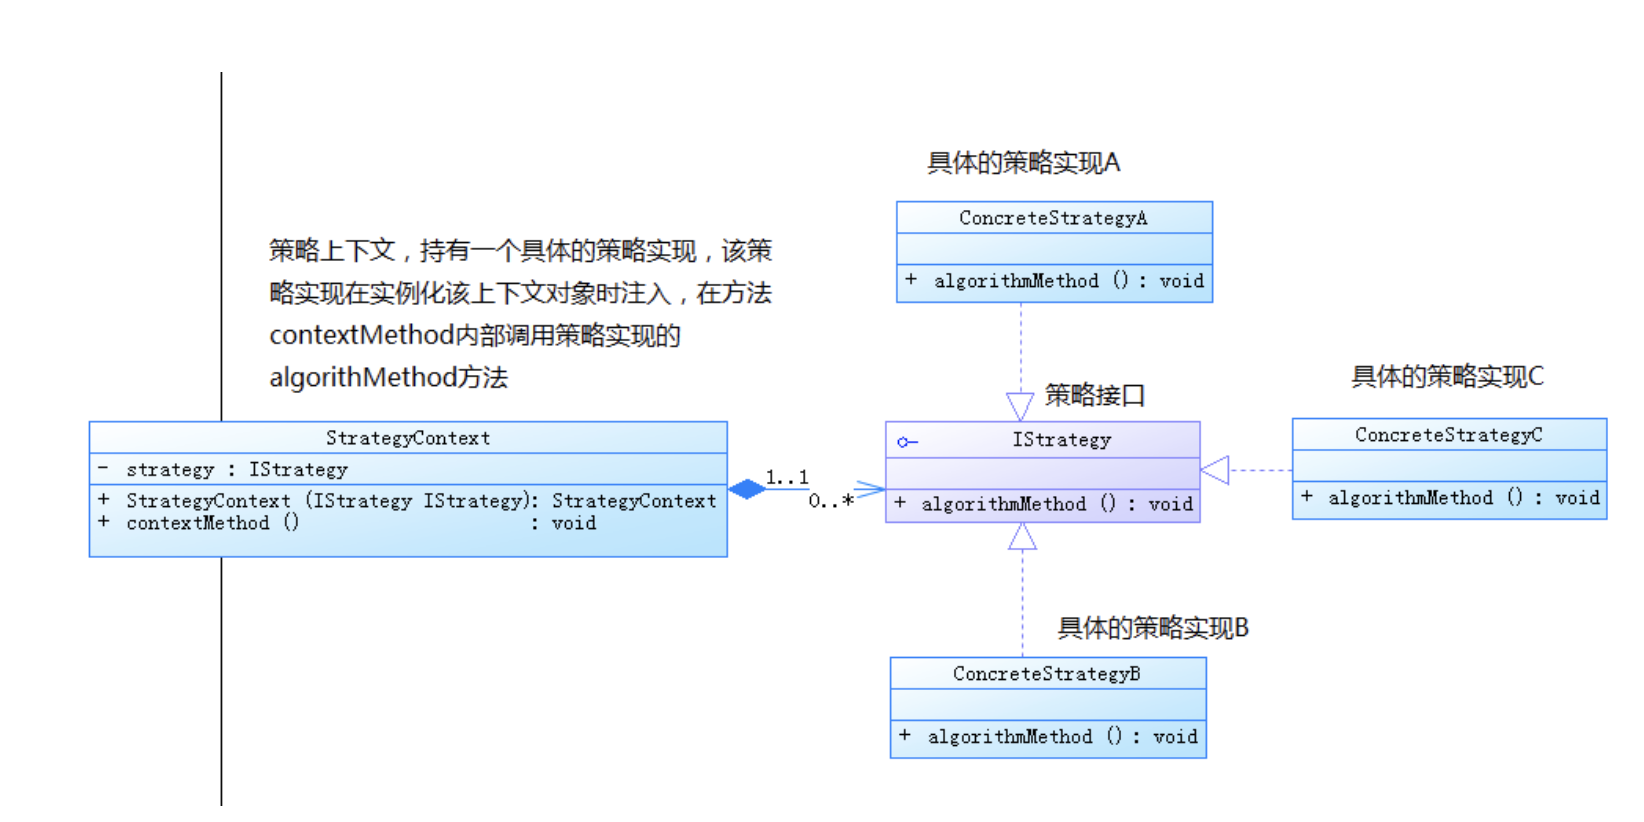 具体的策略实现A
ConcreteStrategyA
+ algorithmMethod () : void
策略上下文，持有一个具体的策略实现，该策
略实现在实例化该上下文对象时注入，在方法
contextMethod内部调用策略实现的
algorithMethod方法
StrategyContext
- strategy : IStrategy
+ StrategyContext (IStrategy IStrategy): StrategyContext
+ contextMethod () : void
1..1
0..*
策略接口
IStrategy
+ algorithmMethod () : void
具体的策略实现C
ConcreteStrategyC
+ algorithmMethod () : void
具体的策略实现B
ConcreteStrategyB
+ algorithmMethod () : void